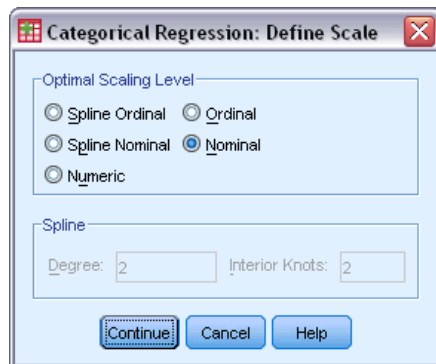 Categorical Regression: Define Scale
Optimal Scaling Level
Spline Ordinal Ordinal
Spline Nominal Nominal
Numeric
Spline
Degree: 2 Interior Knots: 2
Continue Cancel Help